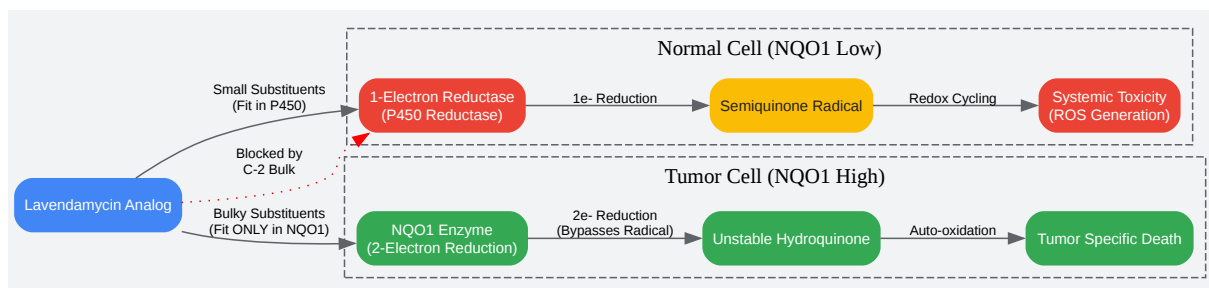 Normal Cell (NQO1 Low)
Small Substituents
(Fit in P450)
1-Electron Reductase
(P450 Reductase)
1e- Reduction
Semiquinone Radical
Redox Cycling
Systemic Toxicity
(ROS Generation)
Blocked by
C-2 Bulk
Tumor Cell (NQO1 High)
Lavendamycin Analog
Bulky Substituents
(Fit ONLY in NQO1)
NQO1 Enzyme
(2-Electron Reduction)
2e- Reduction
(Bypasses Radical)
Unstable Hydroquinone
Auto-oxidation
Tumor Specific Death